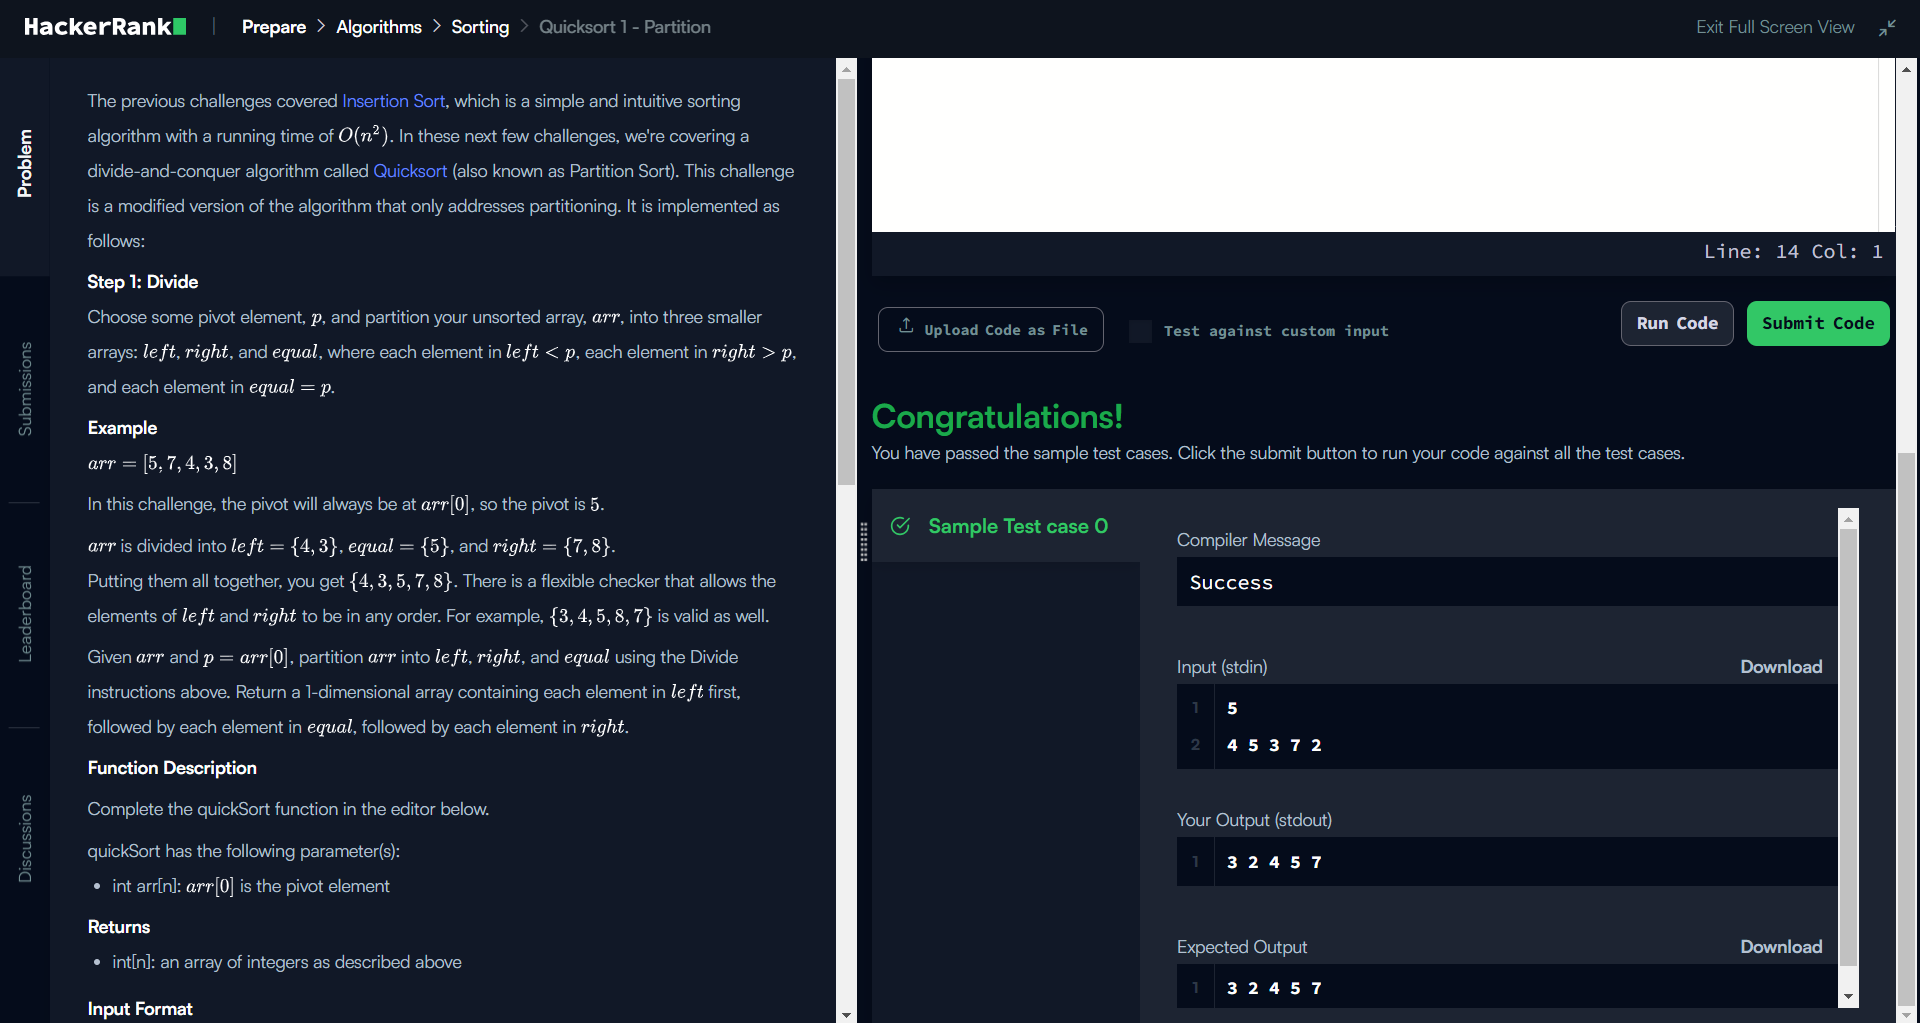 HackerRank
Prepare > Algorithms > Sorting > Quicksort 1 - Partition
Exit Full Screen View
Problem
Submissions
Leaderboard
Discussions
The previous challenges covered Insertion Sort, which is a simple and intuitive sorting
algorithm with a running time of O(n²). In these next few challenges, we're covering a
divide-and-conquer algorithm called Quicksort (also known as Partition Sort). This challenge
is a modified version of the algorithm that only addresses partitioning. It is implemented as
follows:
Step 1: Divide
Choose some pivot element, p, and partition your unsorted array, arr, into three smaller
arrays: left, right, and equal, where each element in left < p, each element in right > p,
and each element in equal = p.
Example
arr = [5, 7, 4, 3, 8]
In this challenge, the pivot will always be at arr[0], so the pivot is 5.
arr is divided into left = {4, 3}, equal = {5}, and right = {7, 8}.
Putting them all together, you get {4, 3, 5, 7, 8}. There is a flexible checker that allows the
elements of left and right to be in any order. For example, {3, 4, 5, 8, 7} is valid as well.
Given arr and p = arr[0], partition arr into left, right, and equal using the Divide
instructions above. Return a 1-dimensional array containing each element in left first,
followed by each element in equal, followed by each element in right.
Function Description
Complete the quickSort function in the editor below.
quickSort has the following parameter(s):
• int arr[n]: arr[0] is the pivot element
Returns
• int[n]: an array of integers as described above
Input Format
Line: 14 Col: 1
Upload Code as File
Test against custom input
Run Code
Submit Code
Congratulations!
You have passed the sample test cases. Click the submit button to run your code against all the test cases.
Sample Test case 0
Compiler Message
Success
Input (stdin)
Download
1 5
2 4 5 3 7 2
Your Output (stdout)
1 3 2 4 5 7
Expected Output
Download
1 3 2 4 5 7